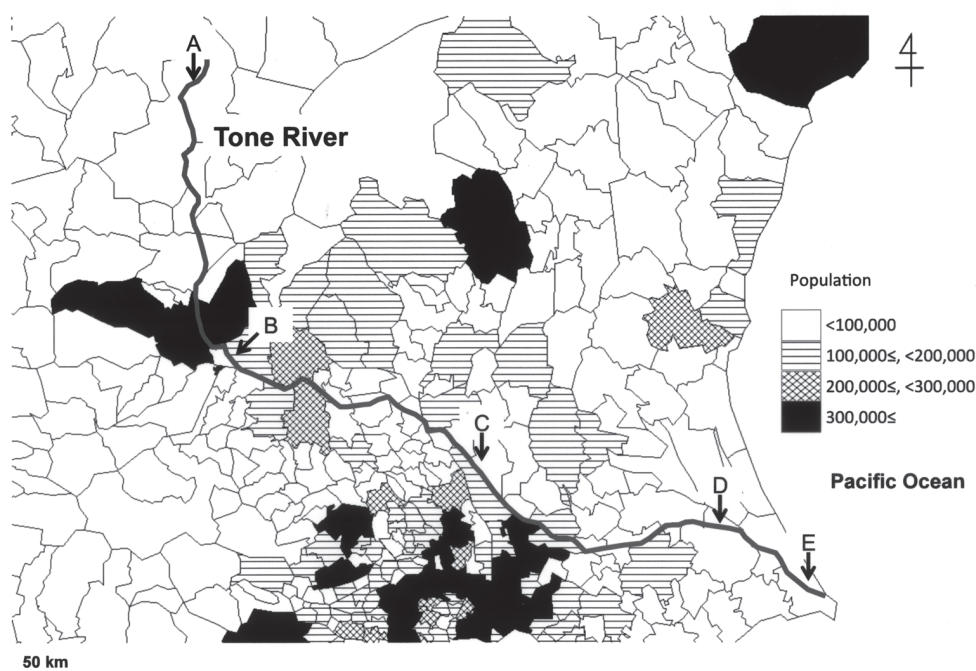 A
4
Tone River
B
Population
<100,000
100,000≤, <200,000
200,000≤, <300,000
300,000≤
C
Pacific Ocean
D
E
50 km